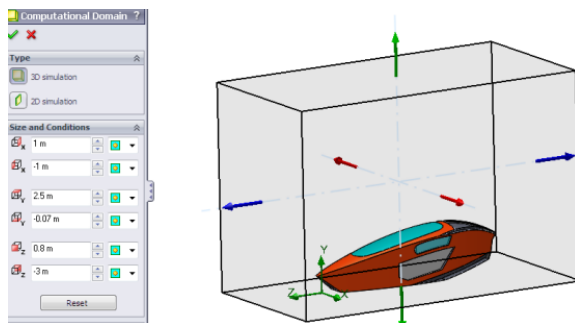 Computational Domain ?
Type
3D simulation
2D simulation
Size and Conditions
x 1 m
x -1 m
Y 2.5 m
Y -0.07 m
z 0.8 m
z -3 m
Reset
Y
Z
X